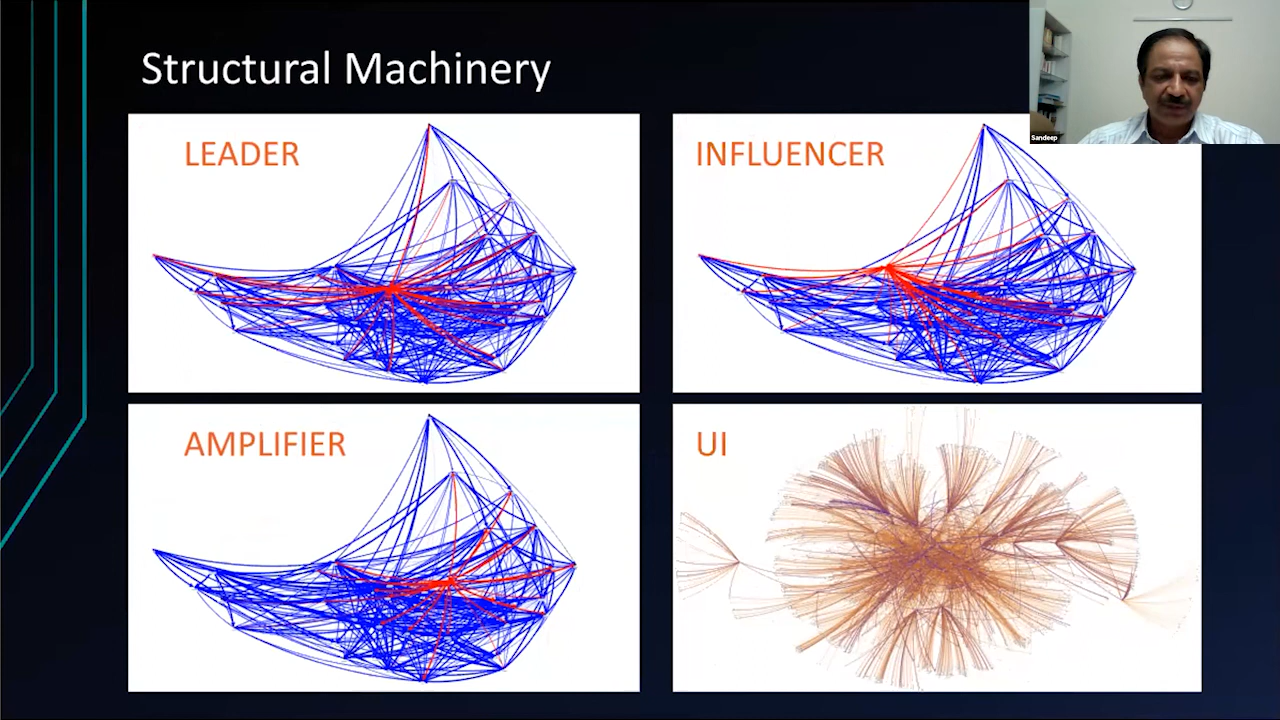 Structural Machinery
Sandeep
LEADER
INFLUENCER
AMPLIFIER
UI